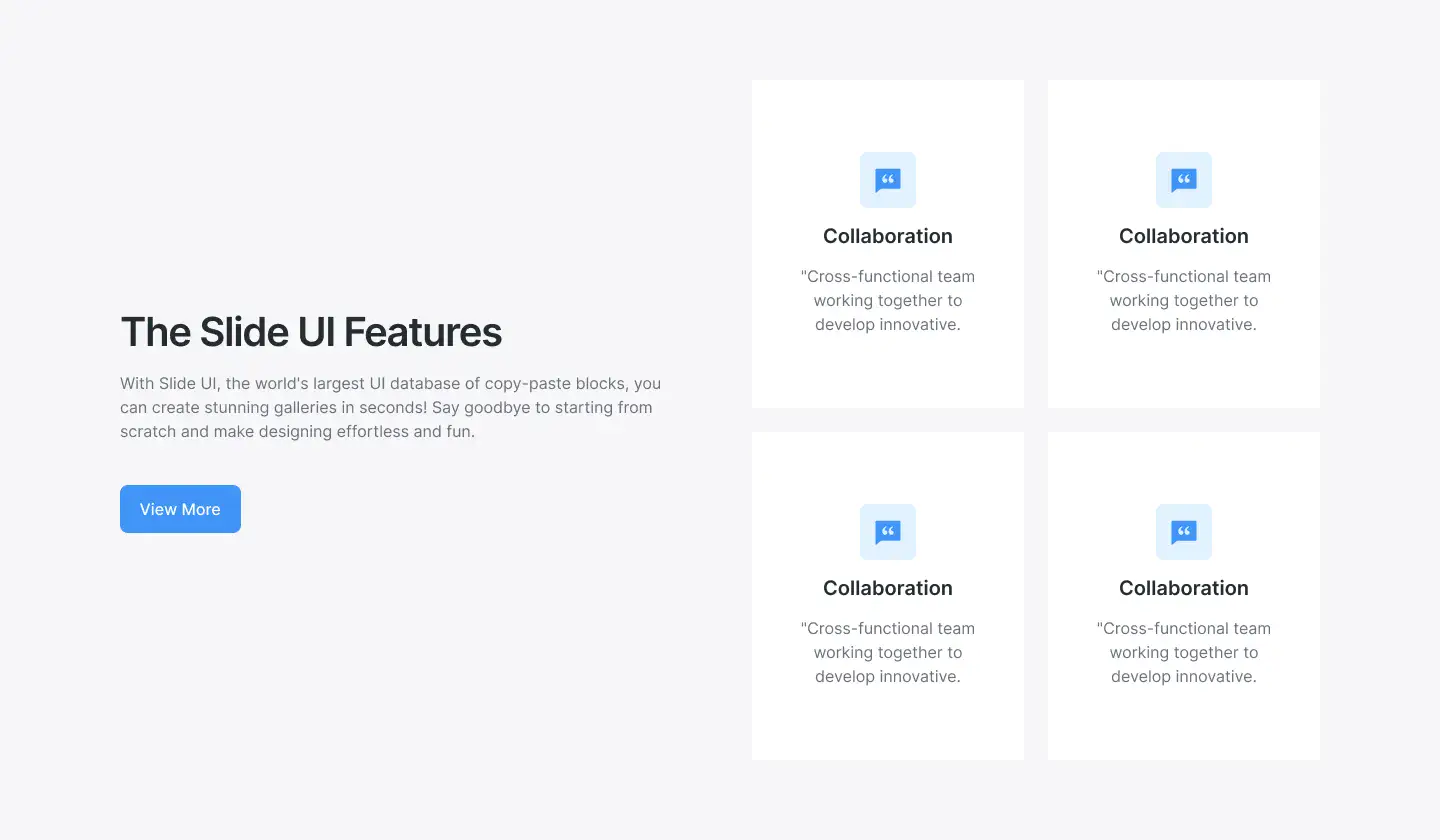 The Slide UI Features
With Slide UI, the world's largest UI database of copy-paste blocks, you
can create stunning galleries in seconds! Say goodbye to starting from
scratch and make designing effortless and fun.
View More
Collaboration
"Cross-functional team
working together to
develop innovative.
Collaboration
"Cross-functional team
working together to
develop innovative.
Collaboration
"Cross-functional team
working together to
develop innovative.
Collaboration
"Cross-functional team
working together to
develop innovative.